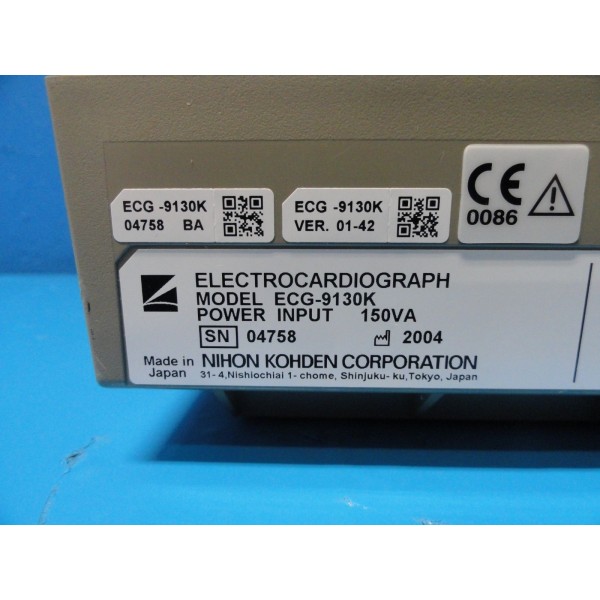 ECG -9130K
04758 BA
ECG -9130K
VER. 01-42
CE
0086
ELECTROCARDIOGRAPH
MODEL ECG-9130K
POWER INPUT 150VA
SN 04758 2004
Made in Japan NIHON KOHDEN CORPORATION
31- 4,Nishiochiai 1- chome, Shinjuku- ku,Tokyo, Japan